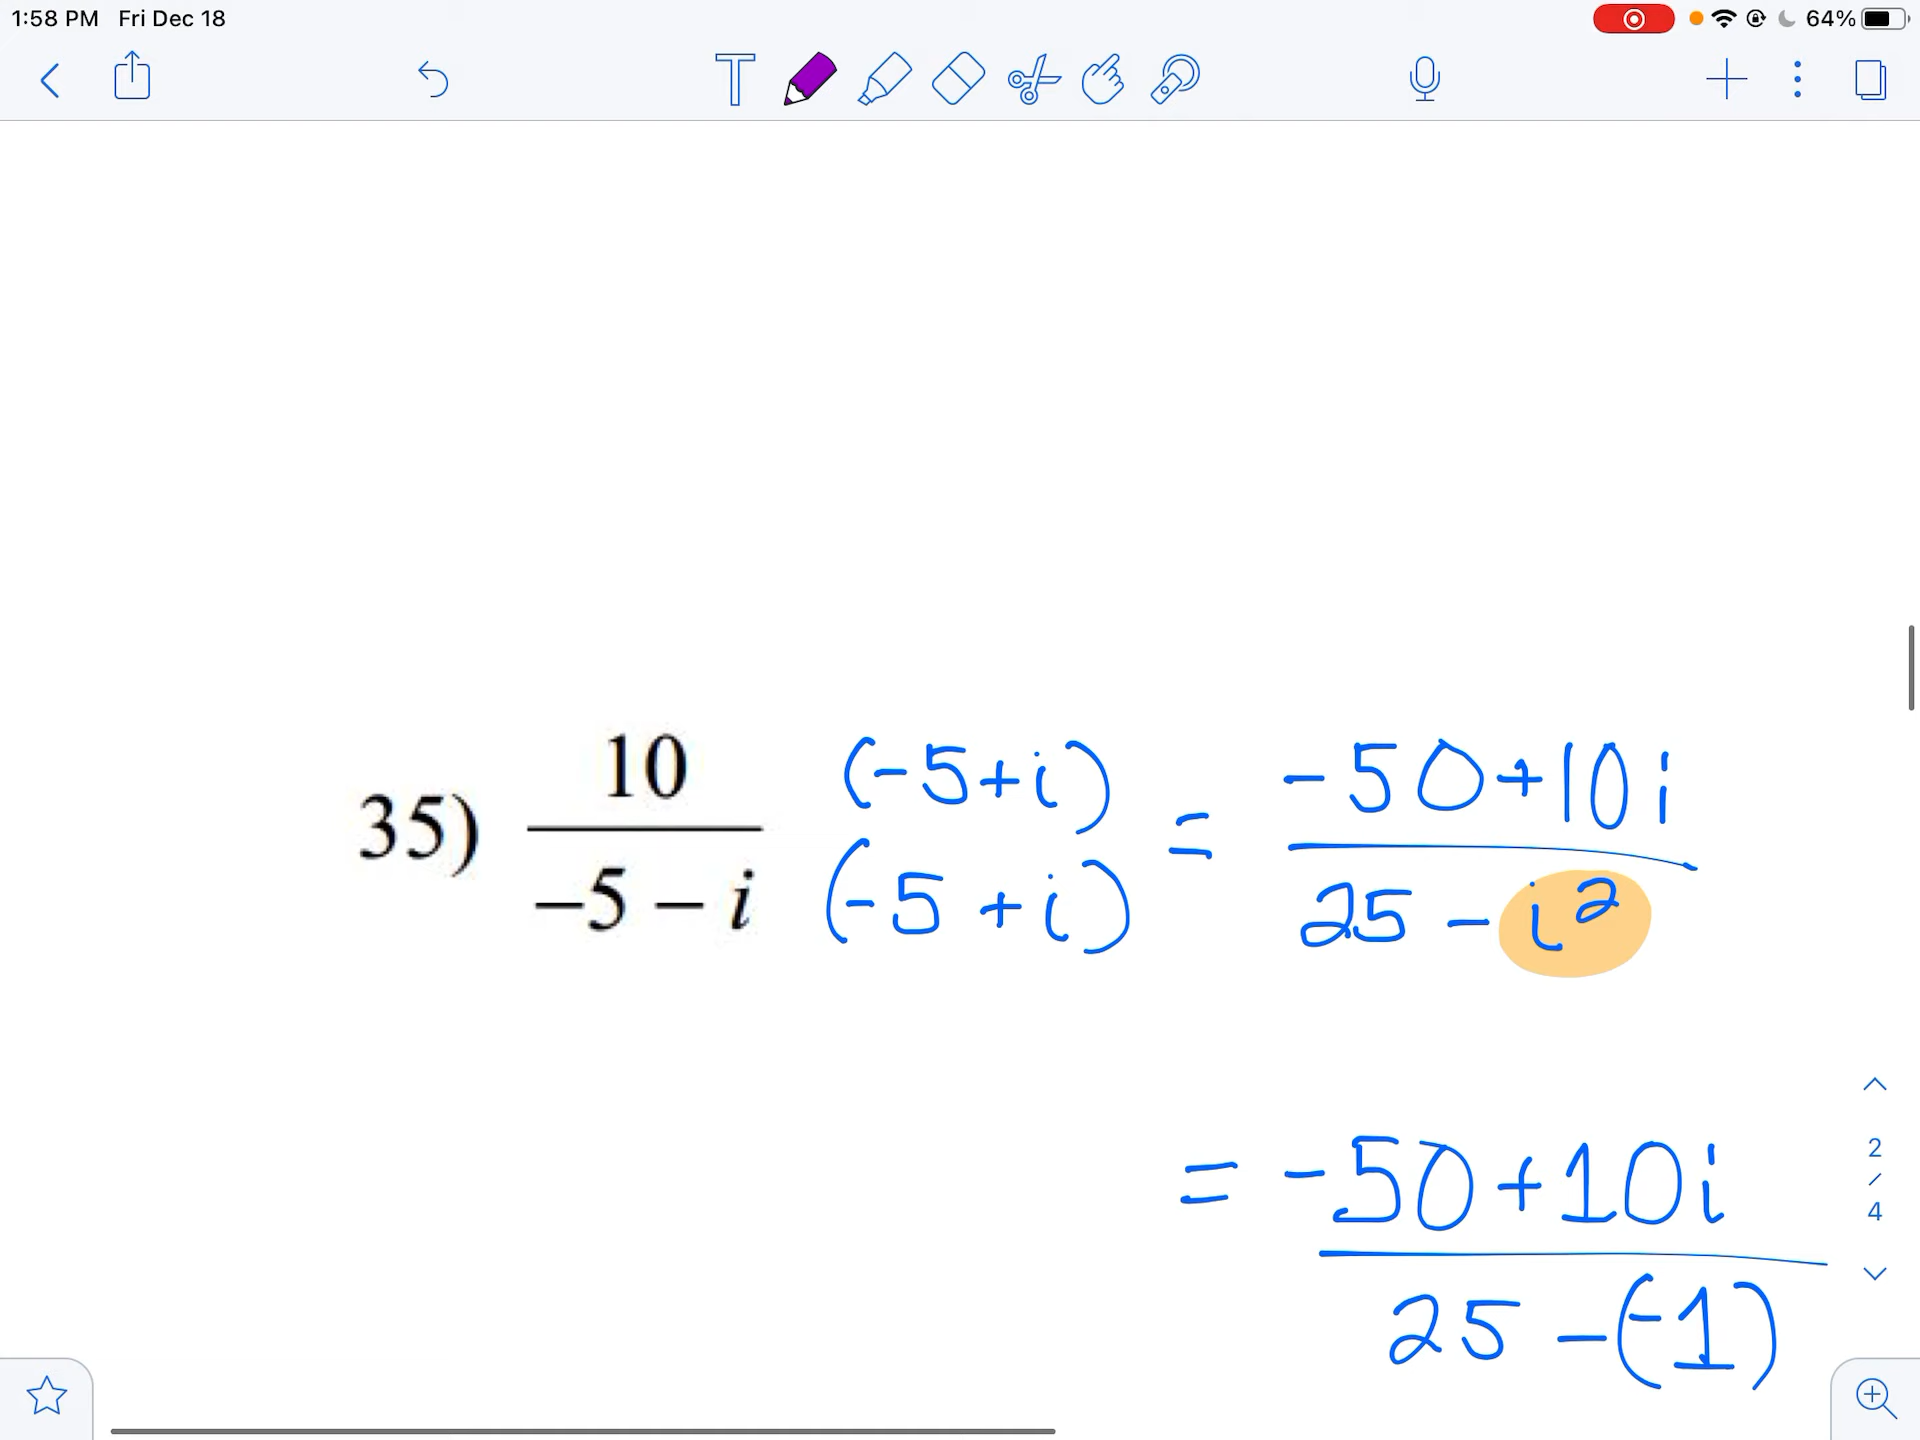 1:58 PM Fri Dec 18
64%
T
35) 10 (-5+i) = -50+10i
–5 – i (-5+i) 25 - i²
= -50+10i
25 -(-1)
2
/
4